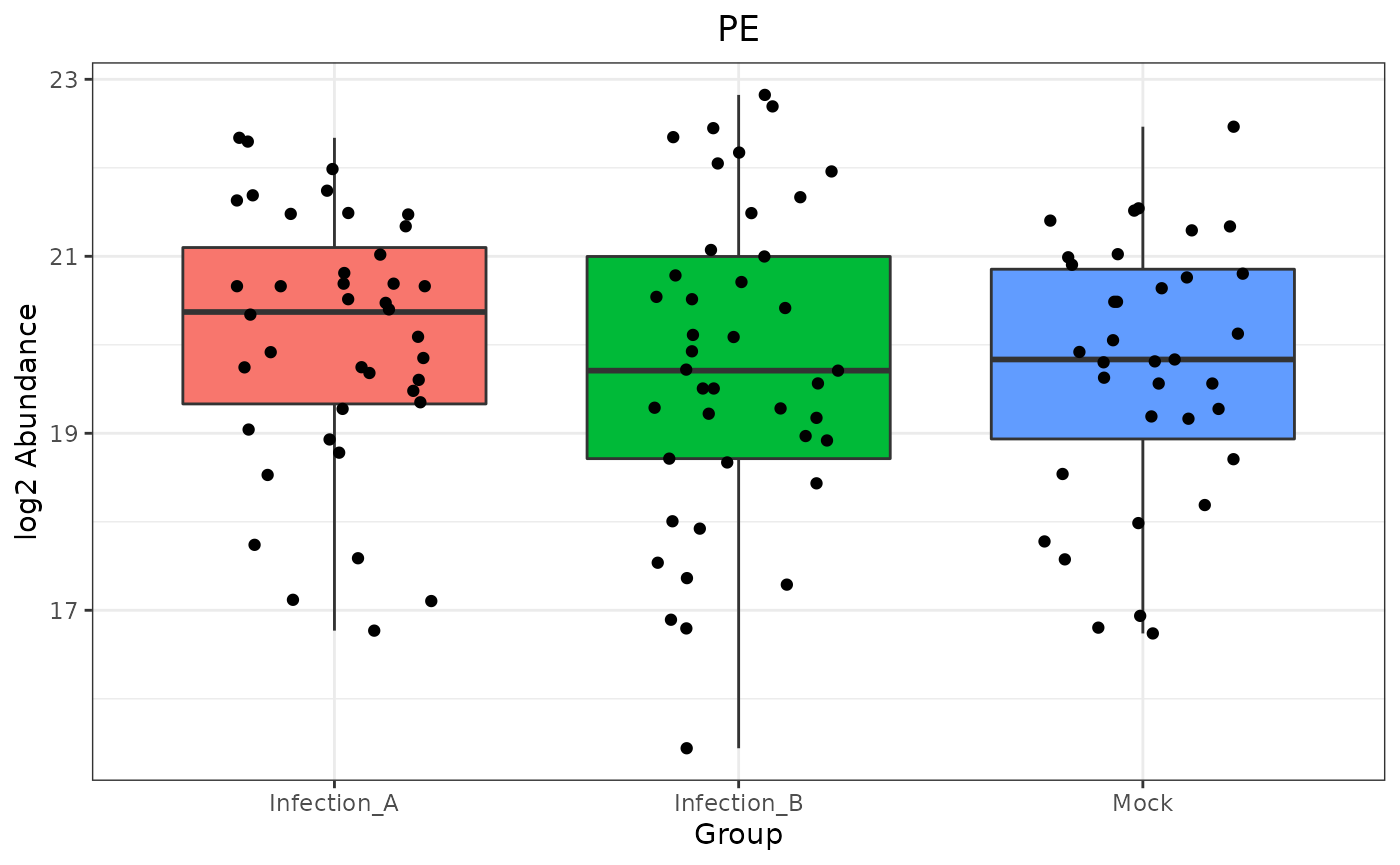 PE
23
21
19
17
log2 Abundance
Infection_A
Infection_B
Mock
Group